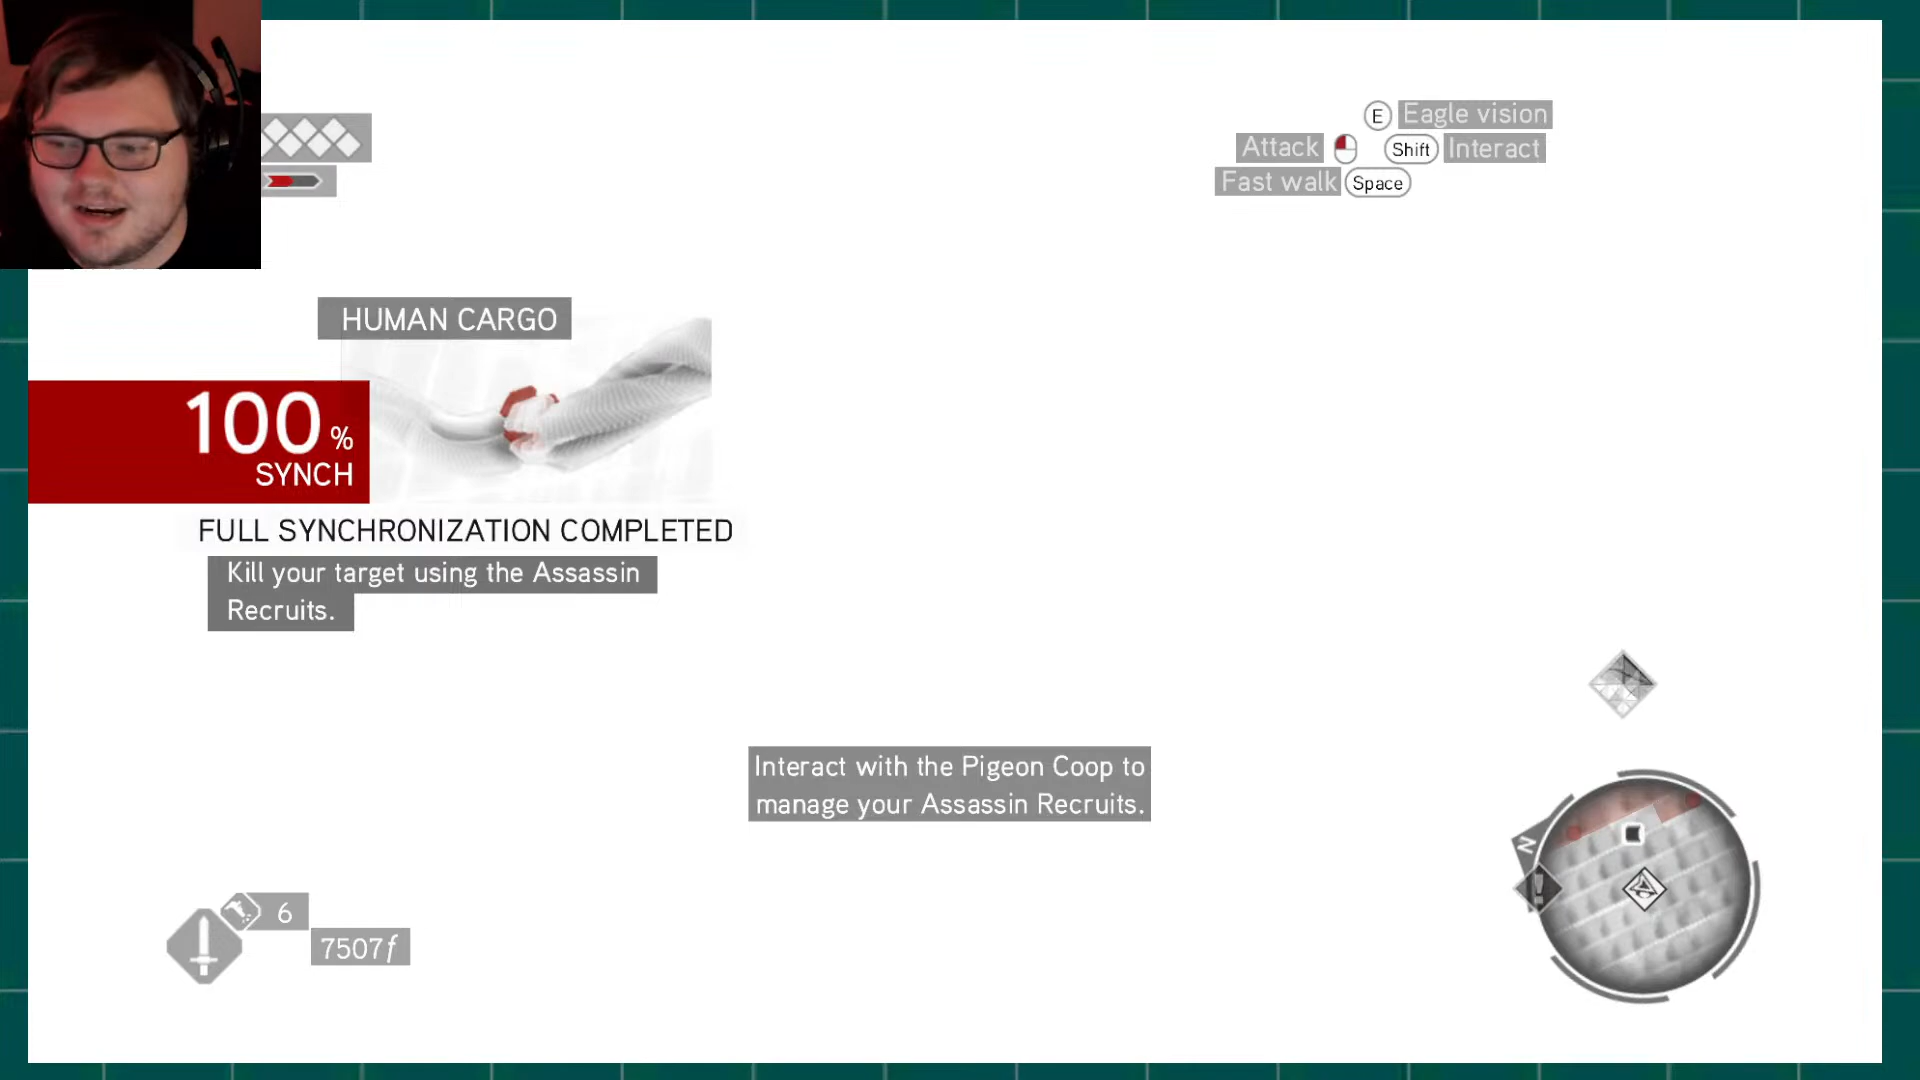 E Eagle vision
Attack Shift Interact
Fast walk Space
HUMAN CARGO
100 %
SYNCH
FULL SYNCHRONIZATION COMPLETED
Kill your target using the Assassin
Recruits.
Interact with the Pigeon Coop to
manage your Assassin Recruits.
N
!
6
7507ƒ